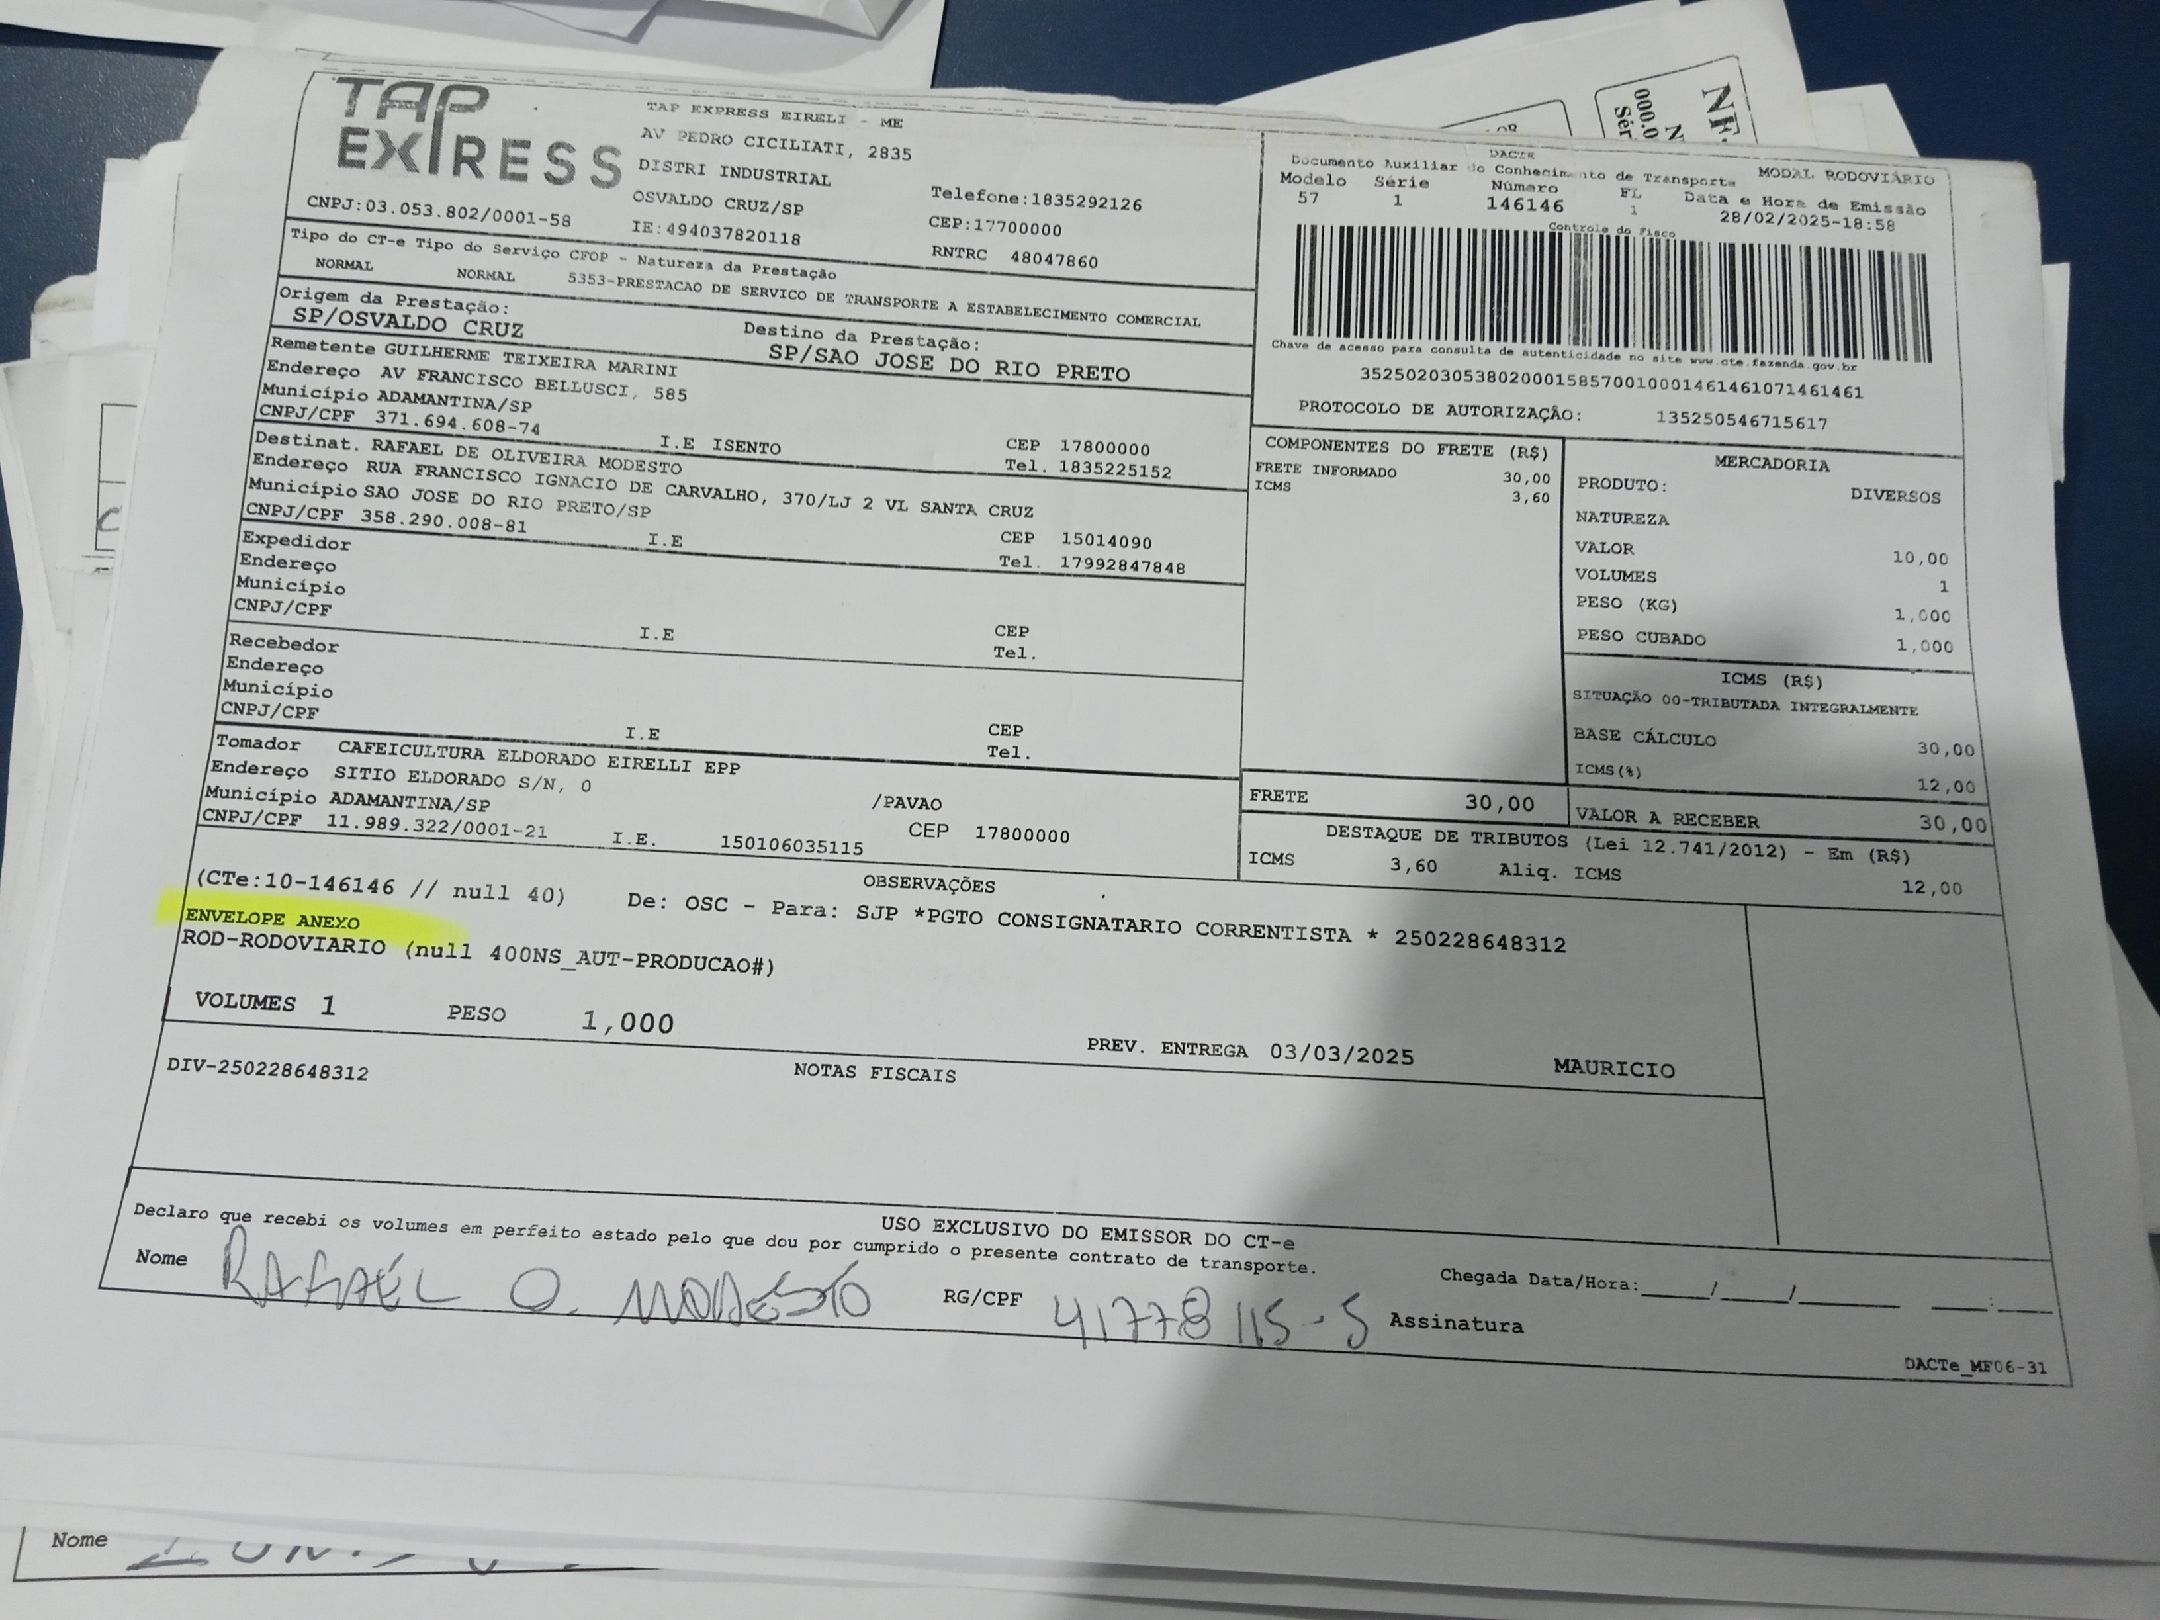 TAP
EXPRESS
CNPJ:03.053.802/0001-58
TAP EXPRESS EIRELI - ME
AV PEDRO CICILIATI, 2835
DISTRI INDUSTRIAL
OSVALDO CRUZ/SP
IE:494037820118
Telefone:1835292126
CEP:17700000
RNTRC 48047860
DACTE
Documento Auxiliar do Conhecimento de Transporte
MODAL RODOVIÁRIO
Modelo Série Número FL Data e Hora de Emissão
57 1 146146 1 28/02/2025-18:58
Controle do Fisco
Chave de acesso para consulta de autenticidade no site www.cte.fazenda.gov.br
35250203053802000158570010001461461071461461
PROTOCOLO DE AUTORIZAÇÃO: 135250546715617
Tipo do CT-e Tipo do Serviço CFOP - Natureza da Prestação
NORMAL NORMAL 5353-PRESTACAO DE SERVICO DE TRANSPORTE A ESTABELECIMENTO COMERCIAL
Origem da Prestação:
SP/OSVALDO CRUZ
Destino da Prestação:
SP/SAO JOSE DO RIO PRETO
Remetente GUILHERME TEIXEIRA MARINI
Endereço AV FRANCISCO BELLUSCI, 585
Município ADAMANTINA/SP CEP 17800000
CNPJ/CPF 371.694.608-74 I.E ISENTO Tel. 1835225152
Destinat. RAFAEL DE OLIVEIRA MODESTO
Endereço RUA FRANCISCO IGNACIO DE CARVALHO, 370/LJ 2 VL SANTA CRUZ
Município SAO JOSE DO RIO PRETO/SP CEP 15014090
CNPJ/CPF 358.290.008-81 I.E Tel. 17992847848
Expedidor
Endereço
Município CEP
CNPJ/CPF I.E Tel.
Recebedor
Endereço
Município CEP
CNPJ/CPF I.E Tel.
Tomador CAFEICULTURA ELDORADO EIRELLI EPP
Endereço SITIO ELDORADO S/N, 0 /PAVAO
Município ADAMANTINA/SP CEP 17800000
CNPJ/CPF 11.989.322/0001-21 I.E. 150106035115
COMPONENTES DO FRETE (R$)
FRETE INFORMADO 30,00
ICMS 3,60
MERCADORIA
PRODUTO: DIVERSOS
NATUREZA
VALOR 10,00
VOLUMES 1
PESO (KG) 1,000
PESO CUBADO 1,000
ICMS (R$)
SITUAÇÃO 00-TRIBUTADA INTEGRALMENTE
BASE CÁLCULO 30,00
ICMS(%) 12,00
FRETE 30,00 VALOR A RECEBER 30,00
DESTAQUE DE TRIBUTOS (Lei 12.741/2012) - Em (R$)
ICMS 3,60 Aliq. ICMS 12,00
OBSERVAÇÕES
(CTe:10-146146 // null 40) De: OSC - Para: SJP *PGTO CONSIGNATARIO CORRENTISTA * 250228648312
ENVELOPE ANEXO
ROD-RODOVIARIO (null 400NS_AUT-PRODUCAO#)
VOLUMES 1 PESO 1,000 PREV. ENTREGA 03/03/2025 MAURICIO
DIV-250228648312 NOTAS FISCAIS
USO EXCLUSIVO DO EMISSOR DO CT-e
Declaro que recebi os volumes em perfeito estado pelo que dou por cumprido o presente contrato de transporte.
Nome RAFAEL O. MODESTO RG/CPF 41778115-5 Assinatura
Chegada Data/Hora:_____/_____/_______ ____:____
DACTe_MF06-31
Nome
NF
000.0
N
Sér